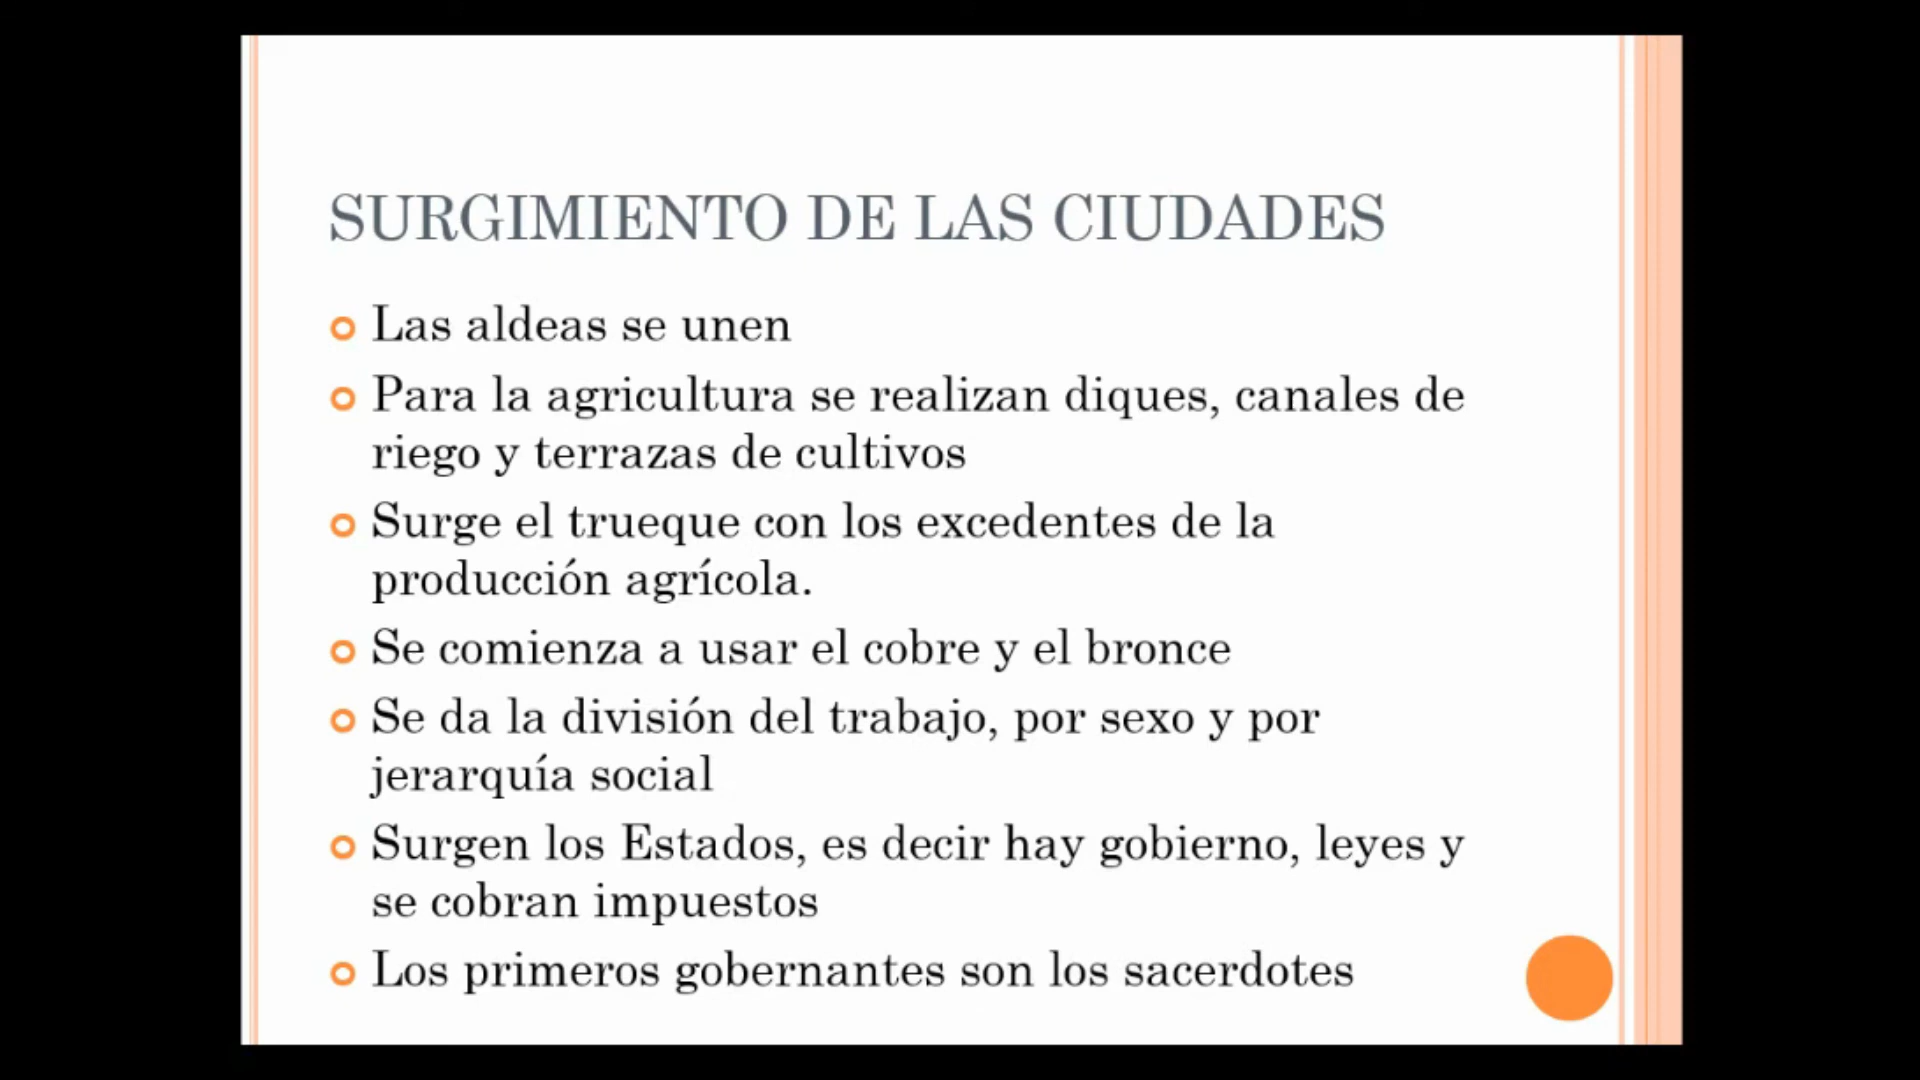 SURGIMIENTO DE LAS CIUDADES
Las aldeas se unen
Para la agricultura se realizan diques, canales de
riego y terrazas de cultivos
Surge el trueque con los excedentes de la
producción agrícola.
Se comienza a usar el cobre y el bronce
Se da la división del trabajo, por sexo y por
jerarquía social
Surgen los Estados, es decir hay gobierno, leyes y
se cobran impuestos
Los primeros gobernantes son los sacerdotes